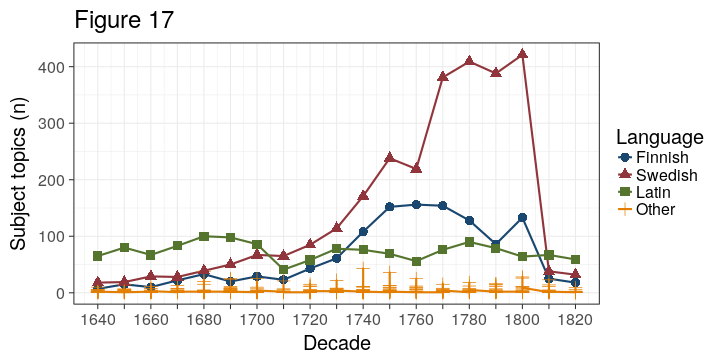 Figure 17
Subject topics (n)
400
300
200
100
0
1640 1660 1680 1700 1720 1740 1760 1780 1800 1820
Decade
Language
Finnish
Swedish
Latin
Other